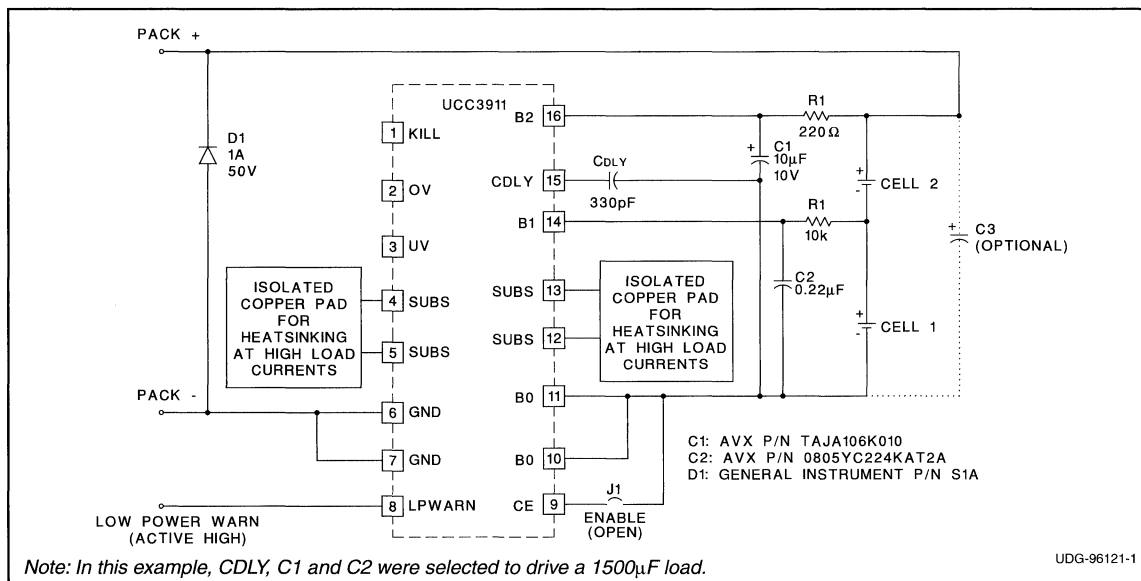 PACK +
UCC3911
B2 16
R1
220Ω
1 KILL
D1
1A
50V
+ C1
10µF
10V
CDLY
CDLY 15
330pF
+
-
CELL 2
2 OV
B1 14
R1
10k
+ C3
(OPTIONAL)
3 UV
C2
0.22µF
ISOLATED
COPPER PAD
FOR
HEATSINKING
AT HIGH LOAD
CURRENTS
4 SUBS
5 SUBS
SUBS 13
SUBS 12
ISOLATED
COPPER PAD
FOR
HEATSINKING
AT HIGH LOAD
CURRENTS
+
-
CELL 1
PACK -
6 GND
B0 11
7 GND
B0 10
C1: AVX P/N TAJA106K010
C2: AVX P/N 0805YC224KAT2A
D1: GENERAL INSTRUMENT P/N S1A
8 LPWARN
CE 9
J1
ENABLE
(OPEN)
LOW POWER WARN
(ACTIVE HIGH)
Note: In this example, CDLY, C1 and C2 were selected to drive a 1500µF load.
UDG-96121-1